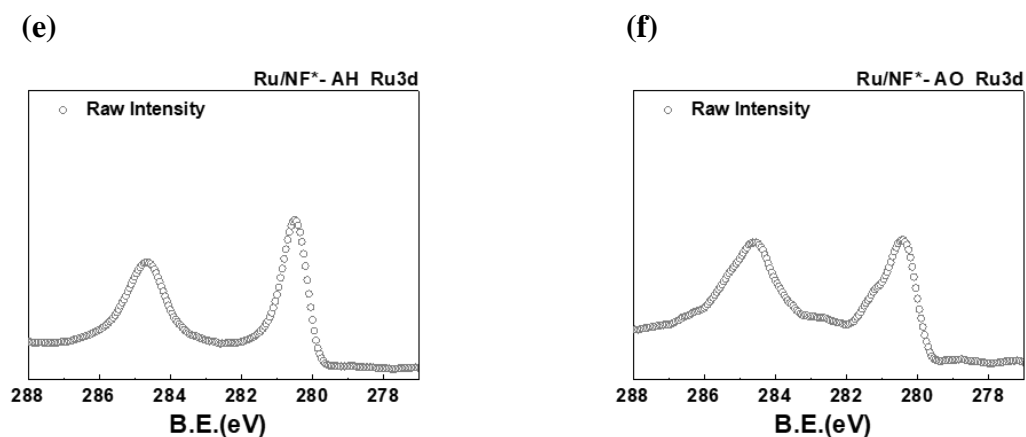 (e)
(f)
Ru/NF*- AH Ru3d
Raw Intensity
288 286 284 282 280 278
B.E.(eV)
Ru/NF*- AO Ru3d
Raw Intensity
288 286 284 282 280 278
B.E.(eV)